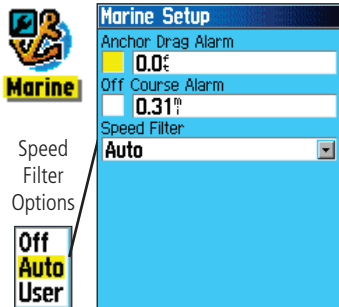 Marine Setup
Anchor Drag Alarm
0.0ft
Off Course Alarm
0.31mi
Speed Filter
Auto
Marine
Speed
Filter
Options
Off
Auto
User